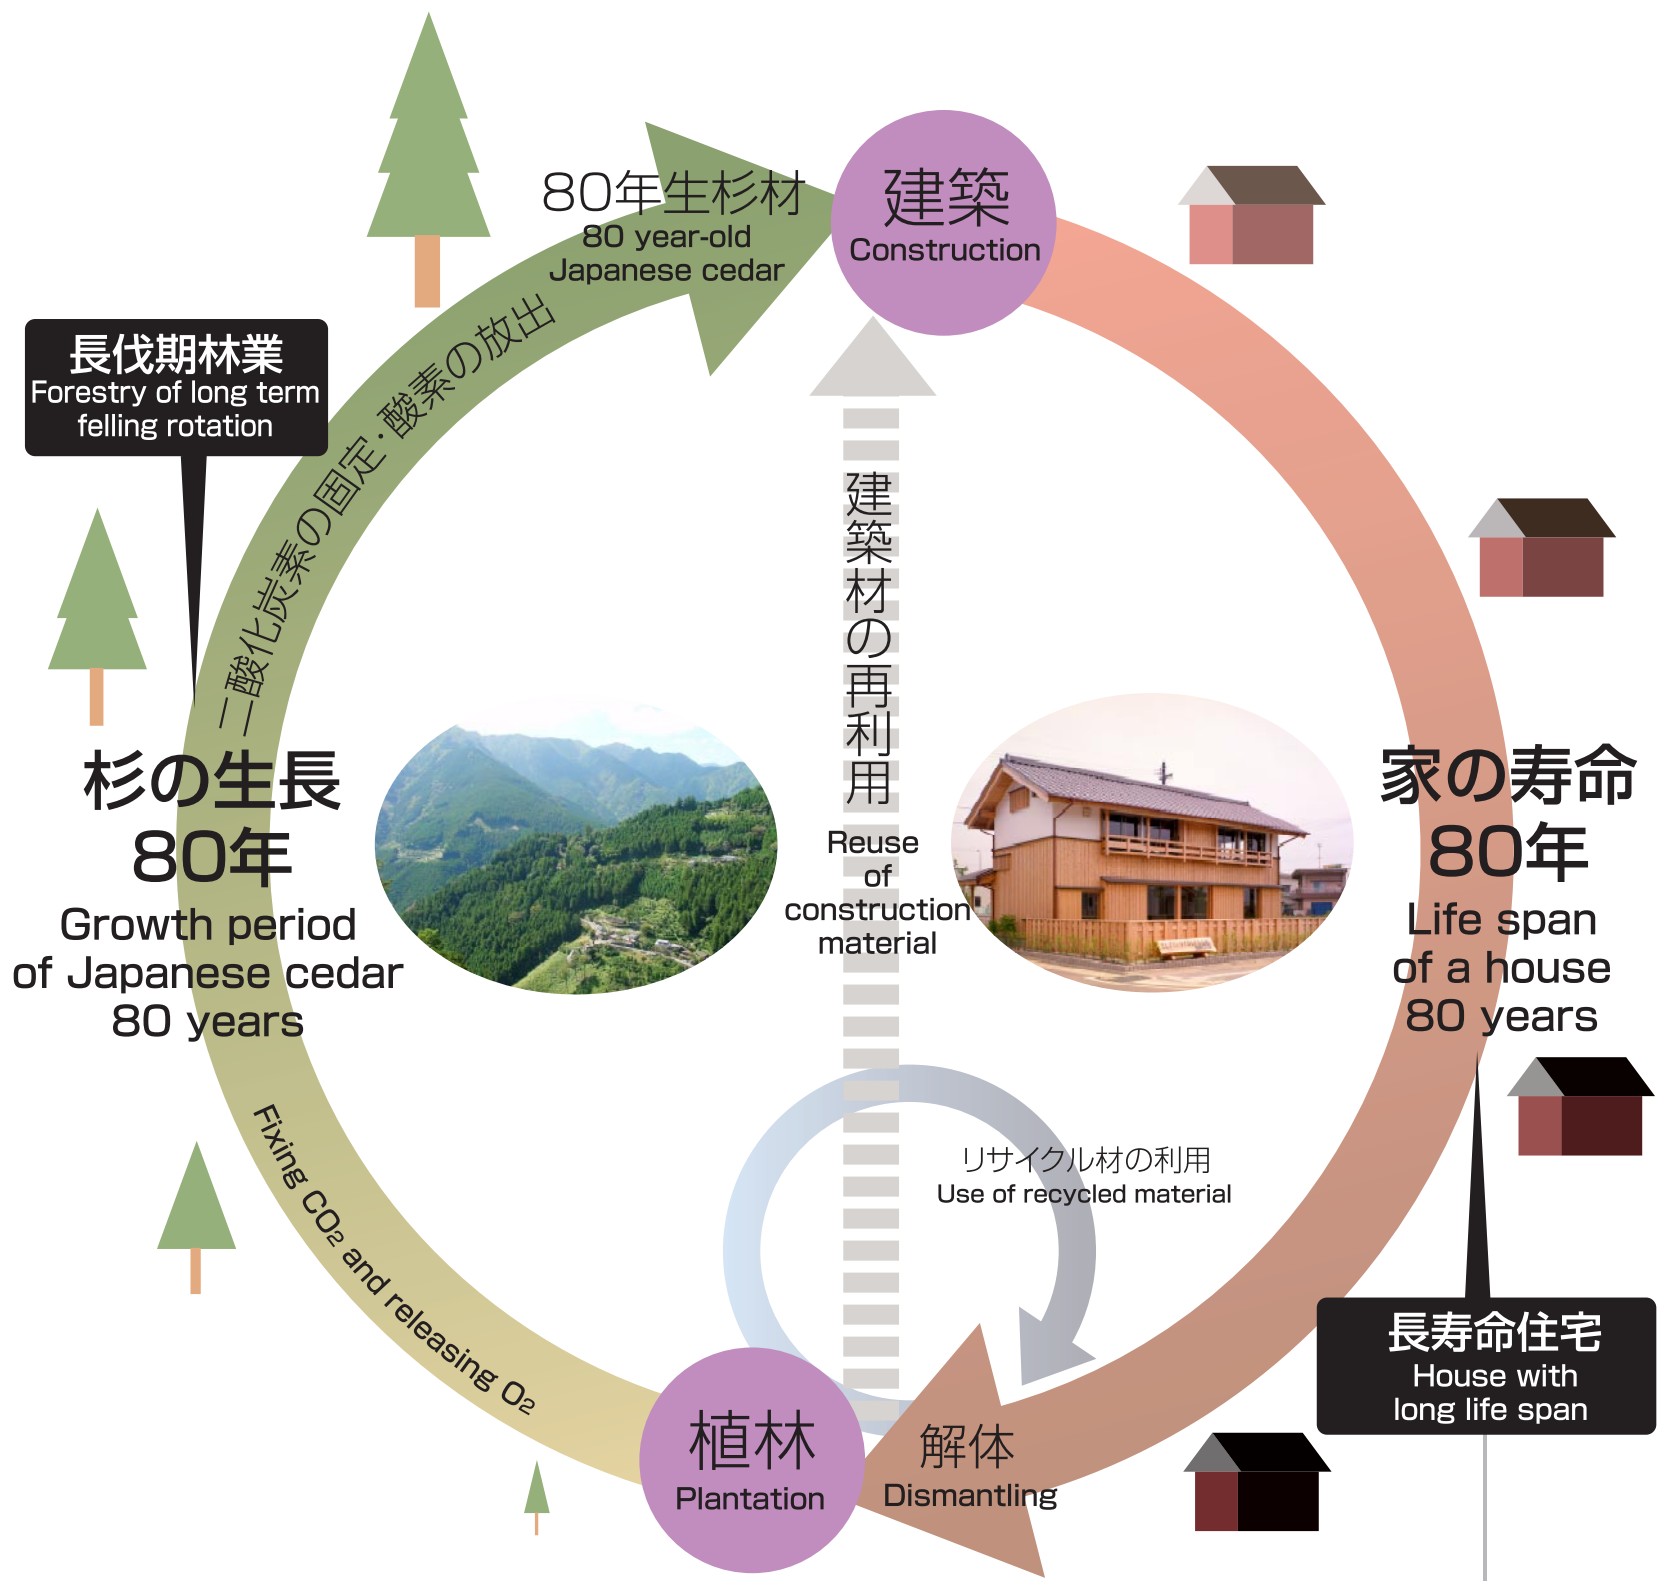 80年生杉材
80 year-old
Japanese cedar
建築
Construction
長伐期林業
Forestry of long term
felling rotation
二酸化炭素の固定・酸素の放出
建築材の再利用
Reuse
of
construction
material
杉の生長
80年
Growth period
of Japanese cedar
80 years
家の寿命
80年
Life span
of a house
80 years
Fixing CO₂ and releasing O₂
リサイクル材の利用
Use of recycled material
長寿命住宅
House with
long life span
植林
Plantation
解体
Dismantling